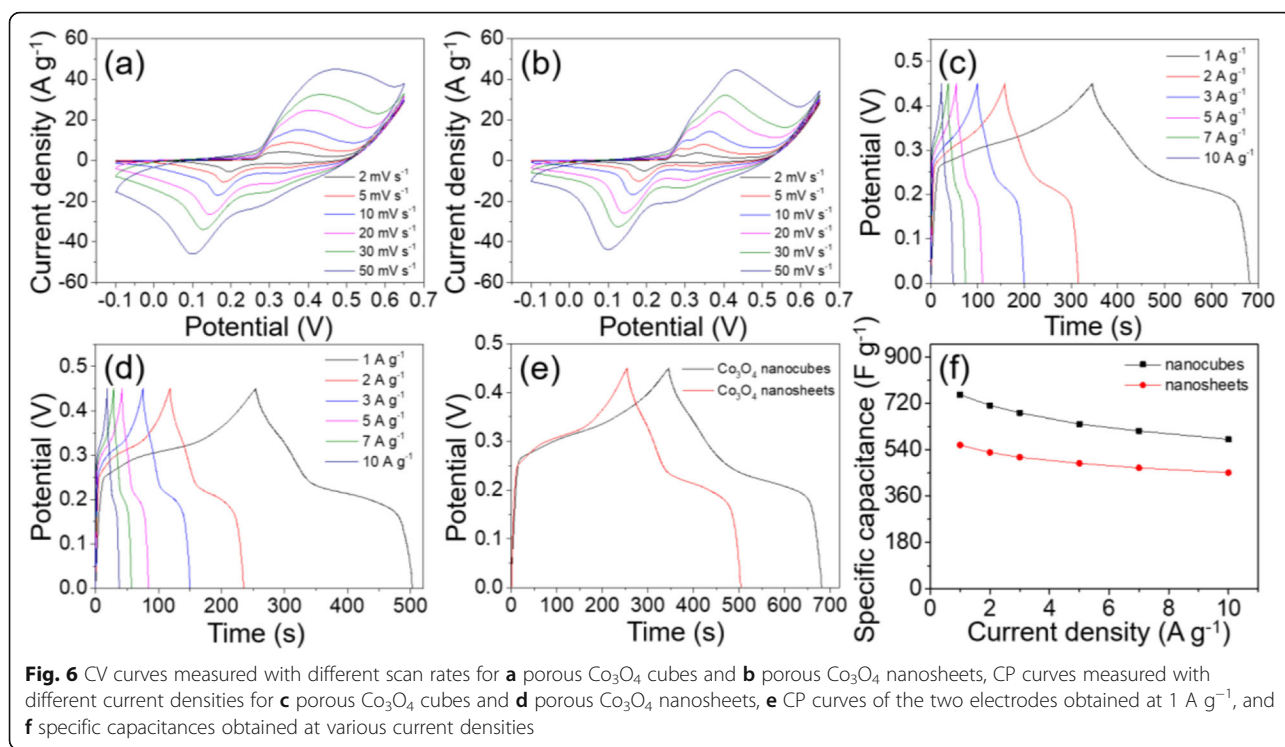 (a)
Current density (A g⁻¹)
60
40
20
0
-20
-40
-60
2 mV s⁻¹
5 mV s⁻¹
10 mV s⁻¹
20 mV s⁻¹
30 mV s⁻¹
50 mV s⁻¹
-0.1 0.0 0.1 0.2 0.3 0.4 0.5 0.6 0.7
Potential (V)
(b)
Current density (A g⁻¹)
60
40
20
0
-20
-40
-60
2 mV s⁻¹
5 mV s⁻¹
10 mV s⁻¹
20 mV s⁻¹
30 mV s⁻¹
50 mV s⁻¹
-0.1 0.0 0.1 0.2 0.3 0.4 0.5 0.6 0.7
Potential (V)
(c)
Potential (V)
0.5
0.4
0.3
0.2
0.1
0.0
1 A g⁻¹
2 A g⁻¹
3 A g⁻¹
5 A g⁻¹
7 A g⁻¹
10 A g⁻¹
0 100 200 300 400 500 600 700
Time (s)
(d)
Potential (V)
0.5
0.4
0.3
0.2
0.1
0.0
1 A g⁻¹
2 A g⁻¹
3 A g⁻¹
5 A g⁻¹
7 A g⁻¹
10 A g⁻¹
0 100 200 300 400 500
Time (s)
(e)
Potential (V)
0.5
0.4
0.3
0.2
0.1
0.0
Co₃O₄ nanocubes
Co₃O₄ nanosheets
0 100 200 300 400 500 600 700
Time (s)
(f)
Specific capacitance (F g⁻¹)
900
720
540
360
180
0
nanocubes
nanosheets
0 2 4 6 8 10
Current density (A g⁻¹)
Fig. 6 CV curves measured with different scan rates for a porous Co₃O₄ cubes and b porous Co₃O₄ nanosheets, CP curves measured with
different current densities for c porous Co₃O₄ cubes and d porous Co₃O₄ nanosheets, e CP curves of the two electrodes obtained at 1 A g⁻¹, and
f specific capacitances obtained at various current densities